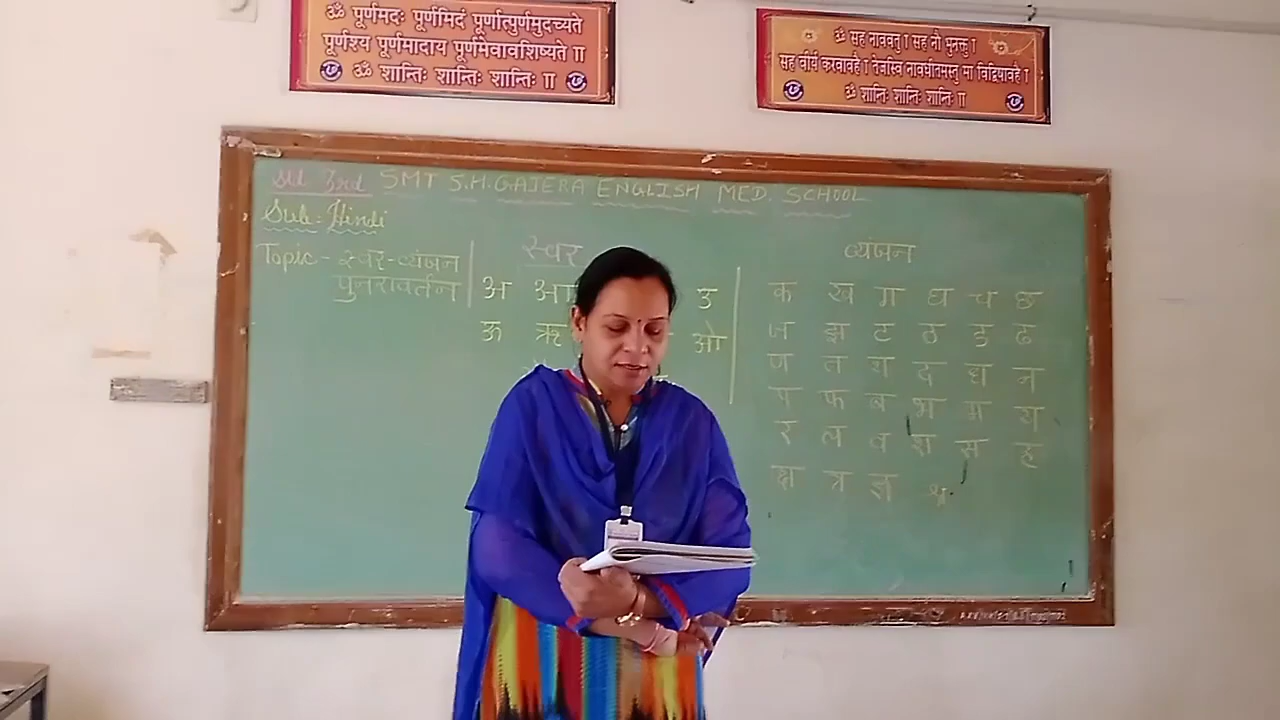 ॐ पूर्णमदः पूर्णमिदं पूर्णात्पूर्णमुदच्यते
पूर्णश्य पूर्णमादाय पूर्णमेवावशिष्यते ॥
ॐ शान्तिः शान्तिः शान्तिः ॥
ॐ सह नाववतु । सह नौ भुनक्तु ।
सह वीर्यं करवावहै । तेजस्वि नावधीतमस्तु मा विद्विषावहै ।
ॐ शान्तिः शान्तिः शान्तिः ॥
Std 3rd SMT S.H. GAJERA ENGLISH MED. SCHOOL
Sub:- Hindi
Topic - स्वर-व्यंजन
पुनरावर्तन
स्वर
अ आ उ
ऊ ऋ ओ
व्यंजन
क ख ग घ च छ
ज झ ट ठ ड ढ
ण त थ द ध न
प फ ब भ म य
र ल व श स ह
क्ष त्र ज्ञ श्र